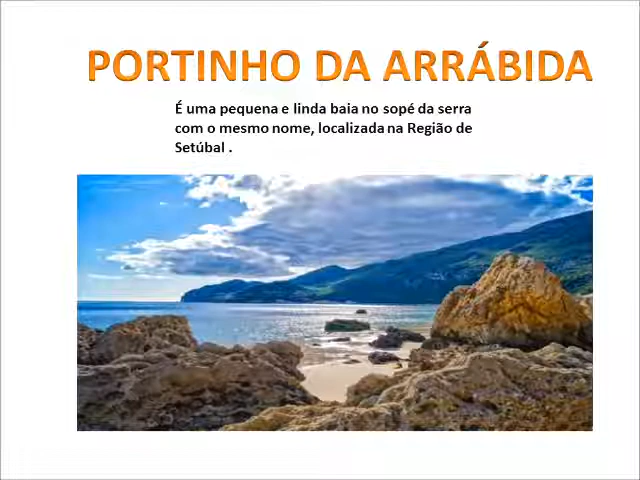 PORTINHO DA ARRÁBIDA
É uma pequena e linda baia no sopé da serra
com o mesmo nome, localizada na Região de
Setúbal .